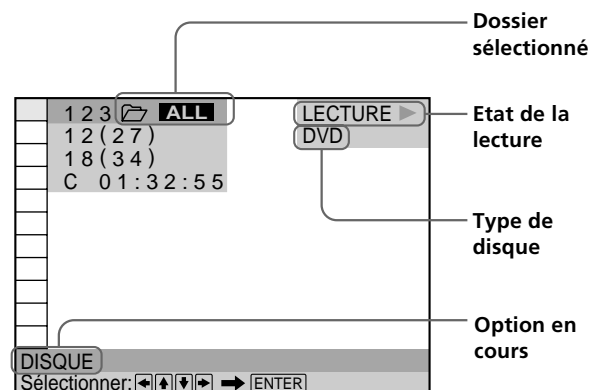 Dossier
sélectionné
123 ALL
12(27)
18(34)
C 01:32:55
LECTURE
DVD
Etat de la
lecture
Type de
disque
Option en
cours
DISQUE
Sélectionner: ENTER